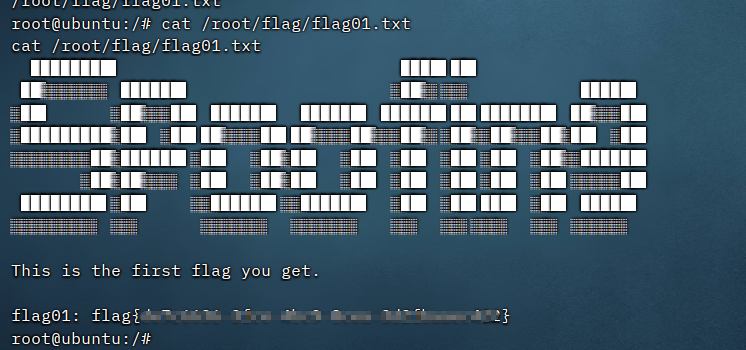 /root/flag/flag01.txt
root@ubuntu:/# cat /root/flag/flag01.txt
cat /root/flag/flag01.txt
Spoofing
This is the first flag you get.
flag01: flag{}
root@ubuntu:/#